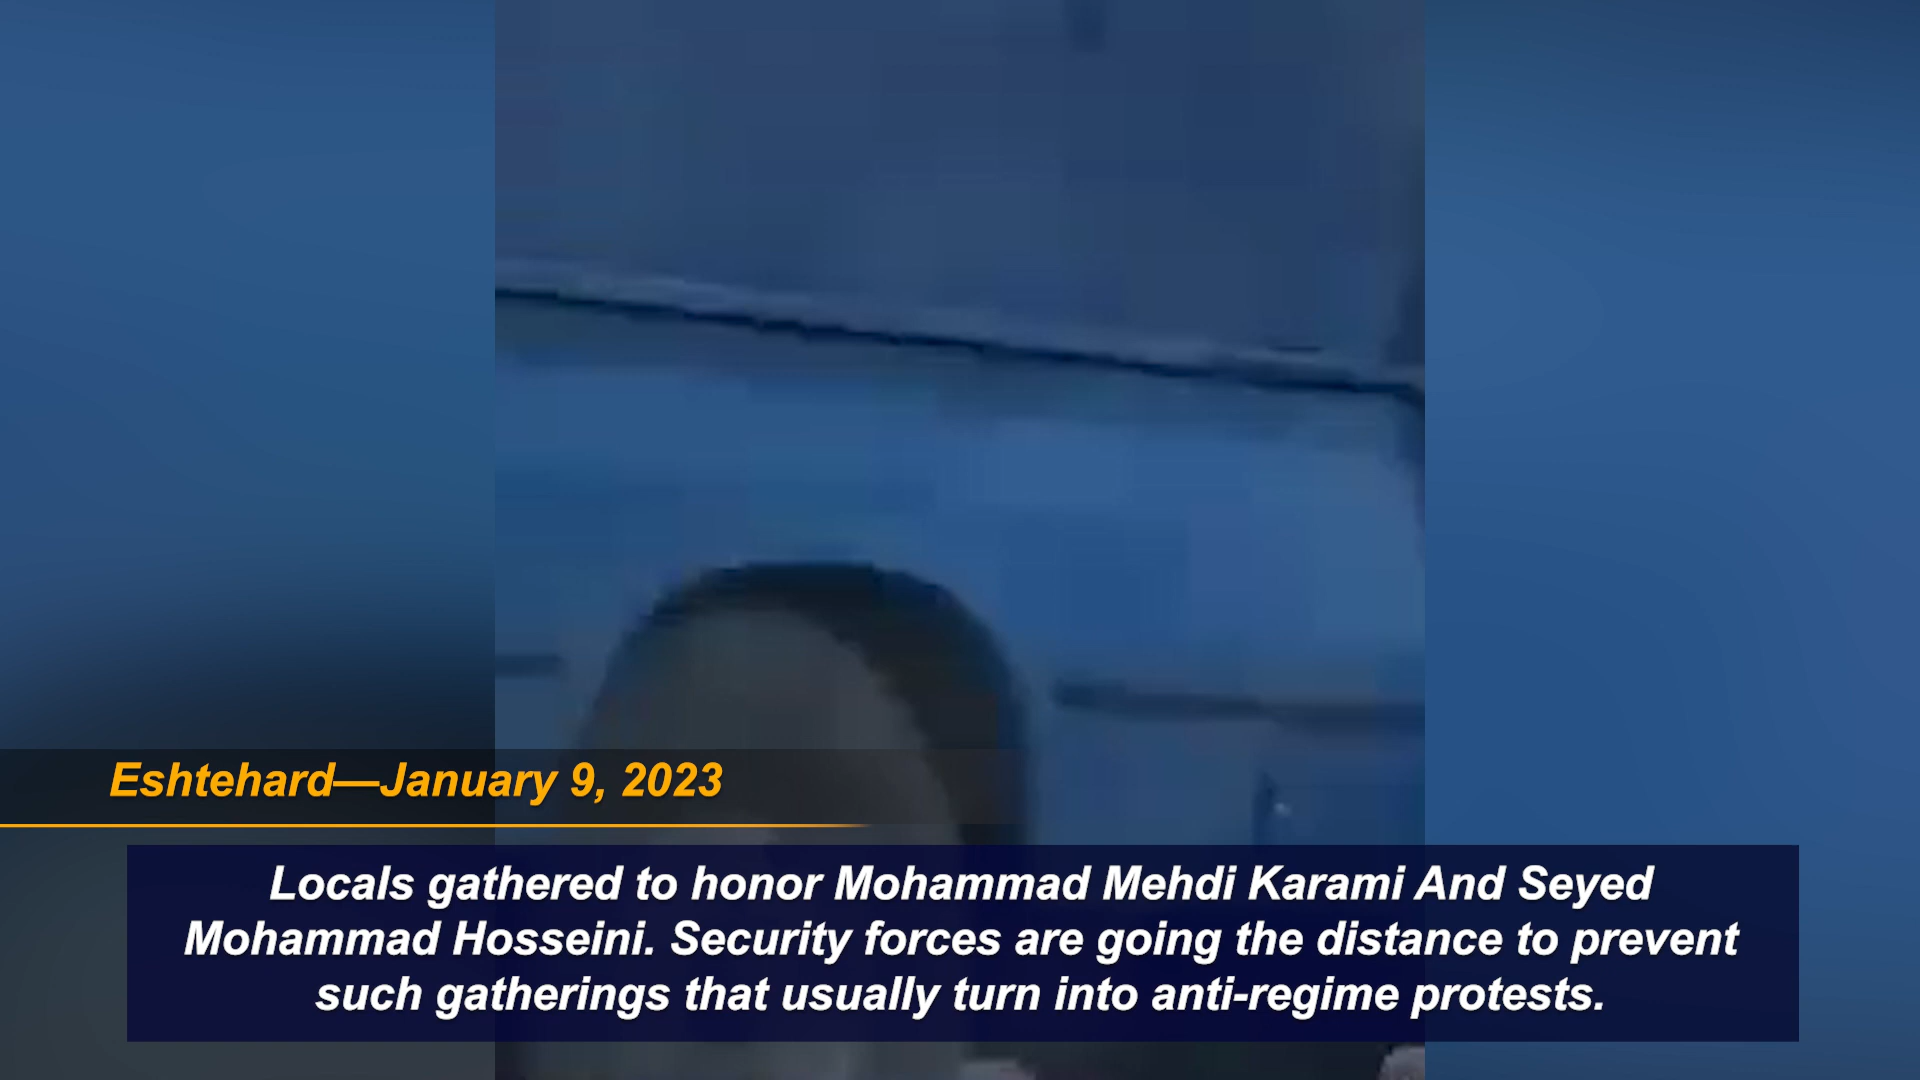 Eshtehard—January 9, 2023
Locals gathered to honor Mohammad Mehdi Karami And Seyed
Mohammad Hosseini. Security forces are going the distance to prevent
such gatherings that usually turn into anti-regime protests.